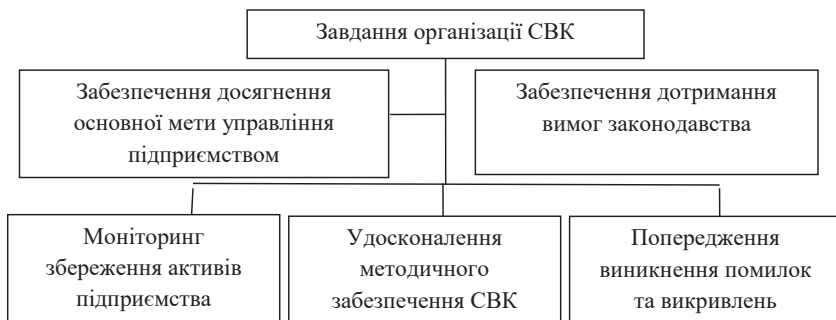 Завдання організації СВК
Забезпечення досягнення
основної мети управління
підприємством
Забезпечення дотримання
вимог законодавства
Моніторинг
збереження активів
підприємства
Удосконалення
методичного
забезпечення СВК
Попередження
виникнення помилок
та викривлень